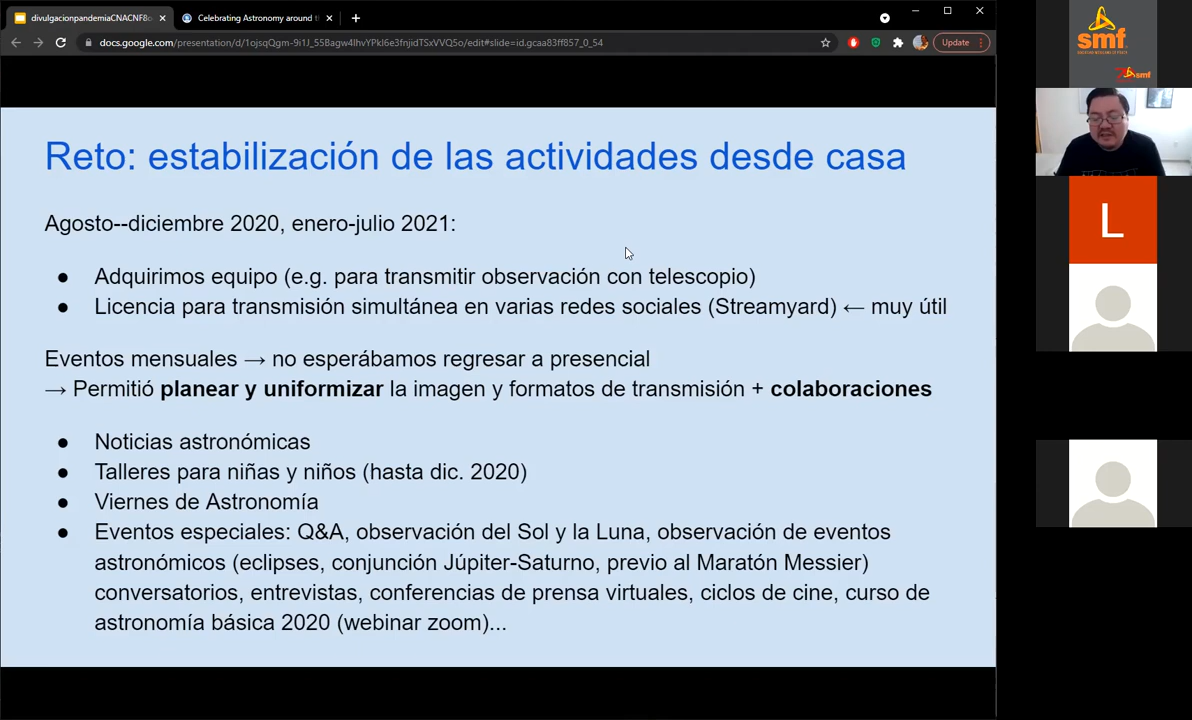 divulgacionpandemiaCNACNF8o
Celebrating Astronomy around t
docs.google.com/presentation/d/1ojsqQgm-9i1J_55Bagw4IhvYPkI6e3fnjidTSxVVQ5o/edit#slide=id.gcaa83ff857_0_54
Update
Reto: estabilización de las actividades desde casa
Agosto--diciembre 2020, enero-julio 2021:
● Adquirimos equipo (e.g. para transmitir observación con telescopio)
● Licencia para transmisión simultánea en varias redes sociales (Streamyard) ← muy útil
Eventos mensuales → no esperábamos regresar a presencial
→ Permitió planear y uniformizar la imagen y formatos de transmisión + colaboraciones
● Noticias astronómicas
● Talleres para niñas y niños (hasta dic. 2020)
● Viernes de Astronomía
● Eventos especiales: Q&A, observación del Sol y la Luna, observación de eventos
astronómicos (eclipses, conjunción Júpiter-Saturno, previo al Maratón Messier)
conversatorios, entrevistas, conferencias de prensa virtuales, ciclos de cine, curso de
astronomía básica 2020 (webinar zoom)...
smf
smf
L